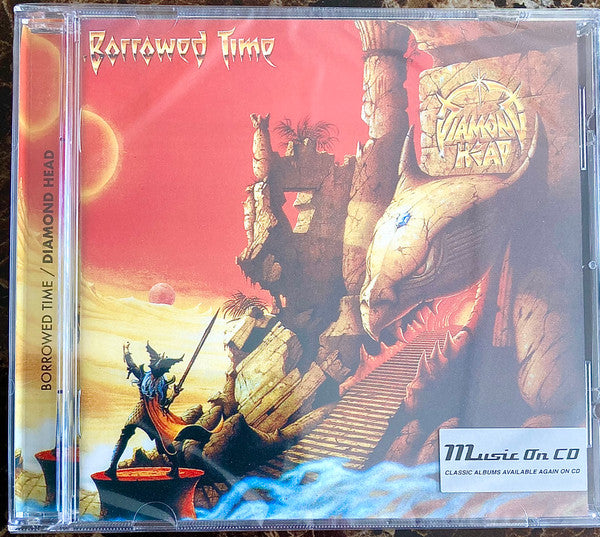 Borrowed Time
DIAMOND
HEAD
BORROWED TIME / DIAMOND HEAD
Music On CD
CLASSIC ALBUMS AVAILABLE AGAIN ON CD